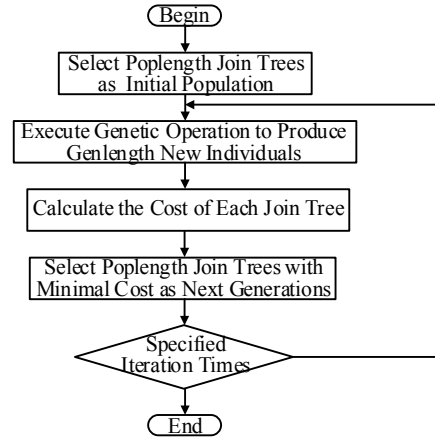 Begin
Select Poplength Join Trees
as Initial Population
Execute Genetic Operation to Produce
Genlength New Individuals
Calculate the Cost of Each Join Tree
Select Poplength Join Trees with
Minimal Cost as Next Generations
Specified
Iteration Times
End